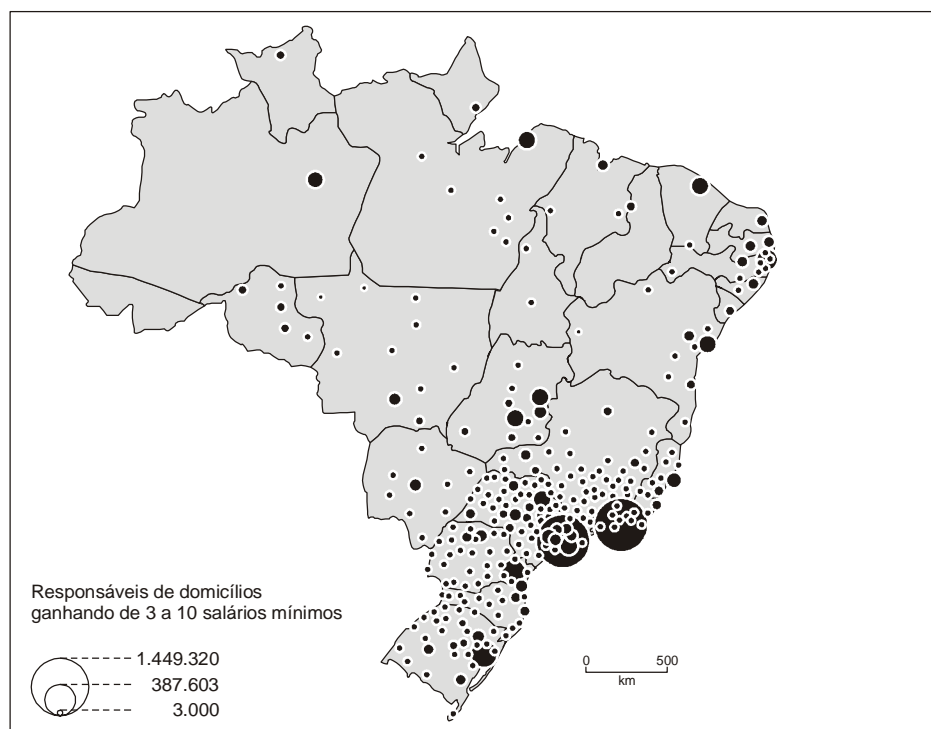 Responsáveis de domicílios
ganhando de 3 a 10 salários mínimos
1.449.320
387.603
3.000
0 500
km